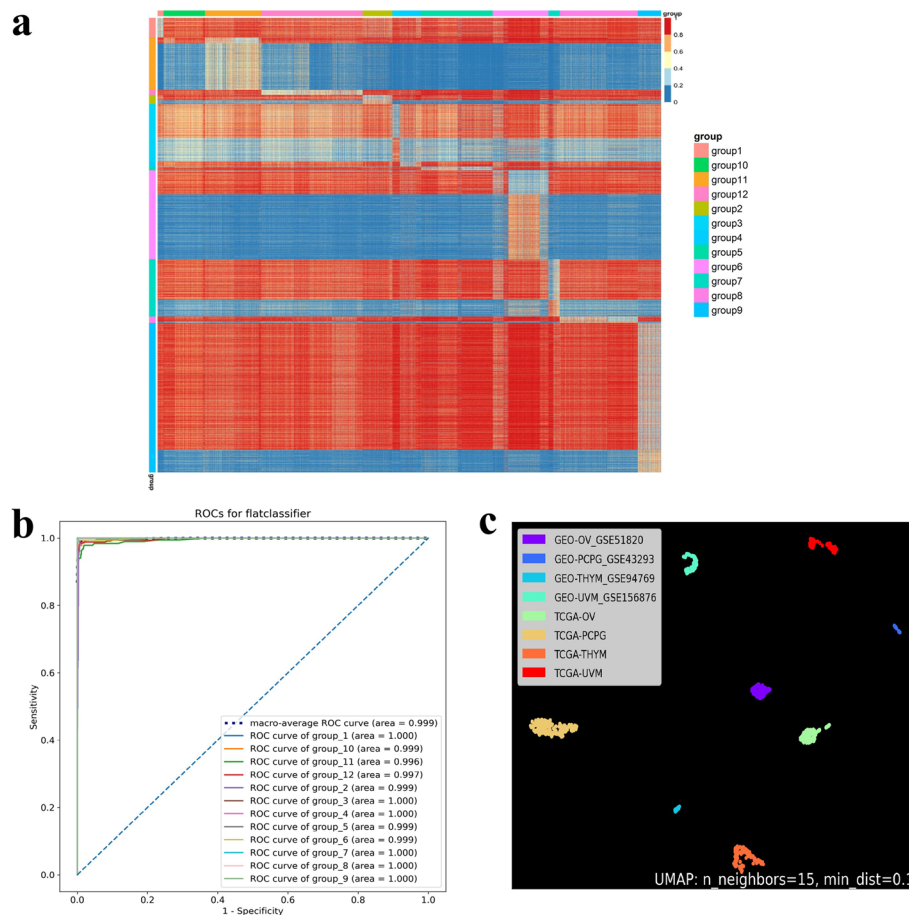 a
group
1
0.8
0.6
0.4
0.2
0
group
group1
group10
group11
group12
group2
group3
group4
group5
group6
group7
group8
group9
group
b
ROCs for flatclassifier
Sensitivity
1.0
0.8
0.6
0.4
0.2
0.0
macro-average ROC curve (area = 0.999)
ROC curve of group_1 (area = 1.000)
ROC curve of group_10 (area = 0.999)
ROC curve of group_11 (area = 0.996)
ROC curve of group_12 (area = 0.997)
ROC curve of group_2 (area = 0.999)
ROC curve of group_3 (area = 1.000)
ROC curve of group_4 (area = 1.000)
ROC curve of group_5 (area = 0.999)
ROC curve of group_6 (area = 0.999)
ROC curve of group_7 (area = 1.000)
ROC curve of group_8 (area = 1.000)
ROC curve of group_9 (area = 1.000)
0.0 0.2 0.4 0.6 0.8 1.0
1 - Specificity
c
GEO-OV_GSE51820
GEO-PCPG_GSE43293
GEO-THYM_GSE94769
GEO-UVM_GSE156876
TCGA-OV
TCGA-PCPG
TCGA-THYM
TCGA-UVM
UMAP: n_neighbors=15, min_dist=0.1